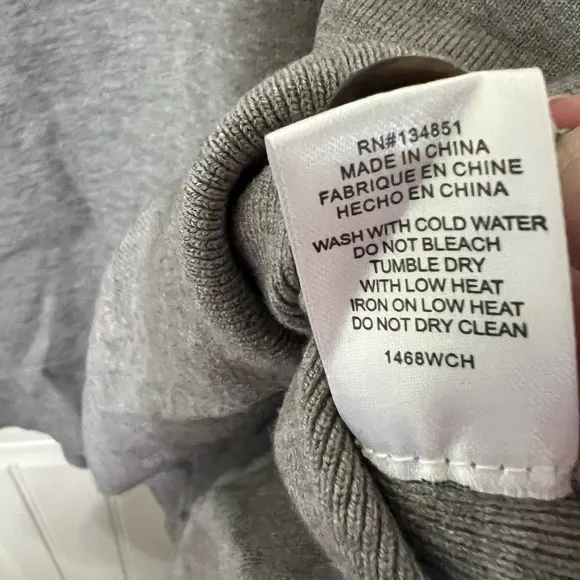 RN#134851
MADE IN CHINA
FABRIQUE EN CHINE
HECHO EN CHINA
WASH WITH COLD WATER
DO NOT BLEACH
TUMBLE DRY
WITH LOW HEAT
IRON ON LOW HEAT
DO NOT DRY CLEAN
1468WCH